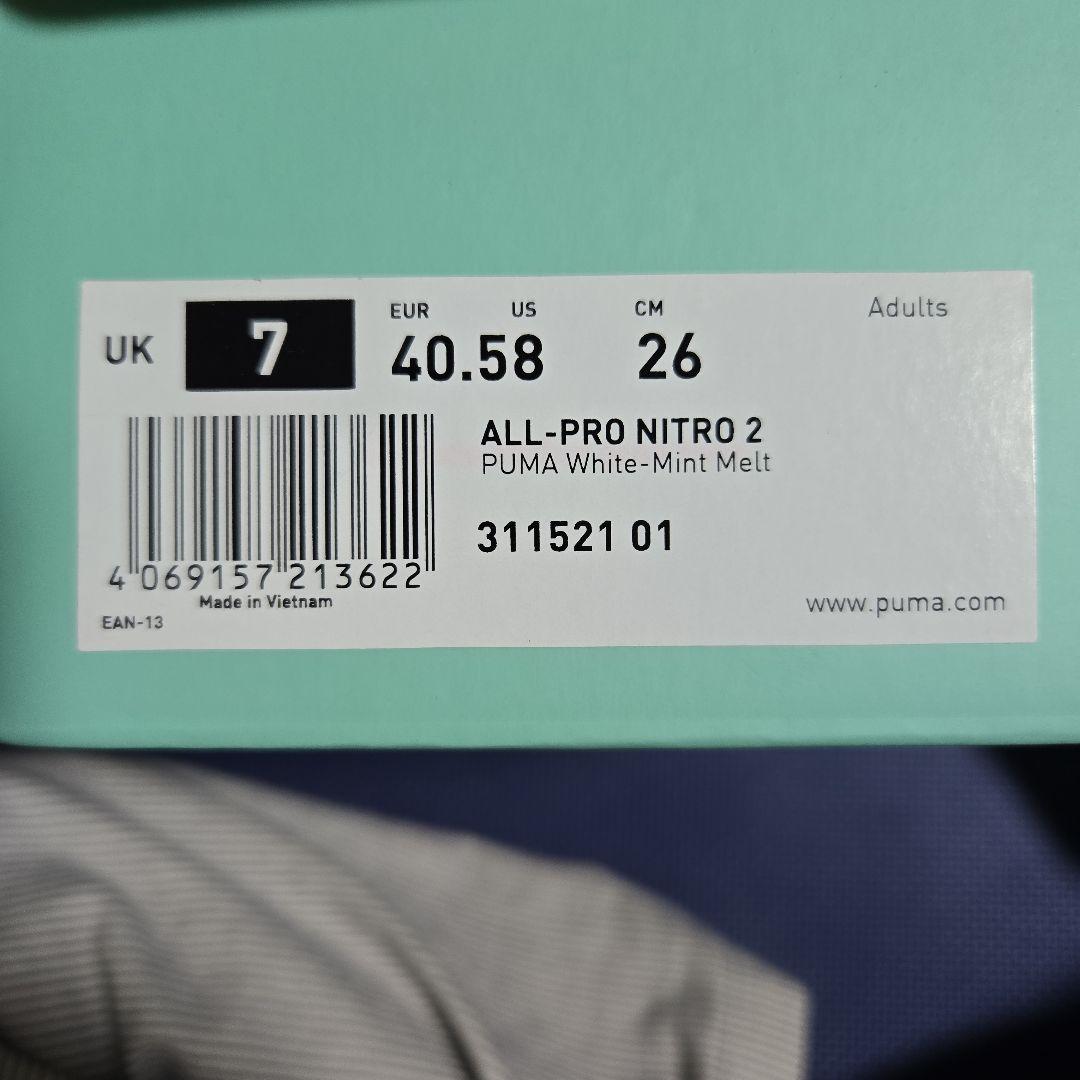 UK 7 EUR 40.5 US 8 CM 26 Adults
ALL-PRO NITRO 2
PUMA White-Mint Melt
311521 01
4 069157 213622
Made in Vietnam
EAN-13
www.puma.com